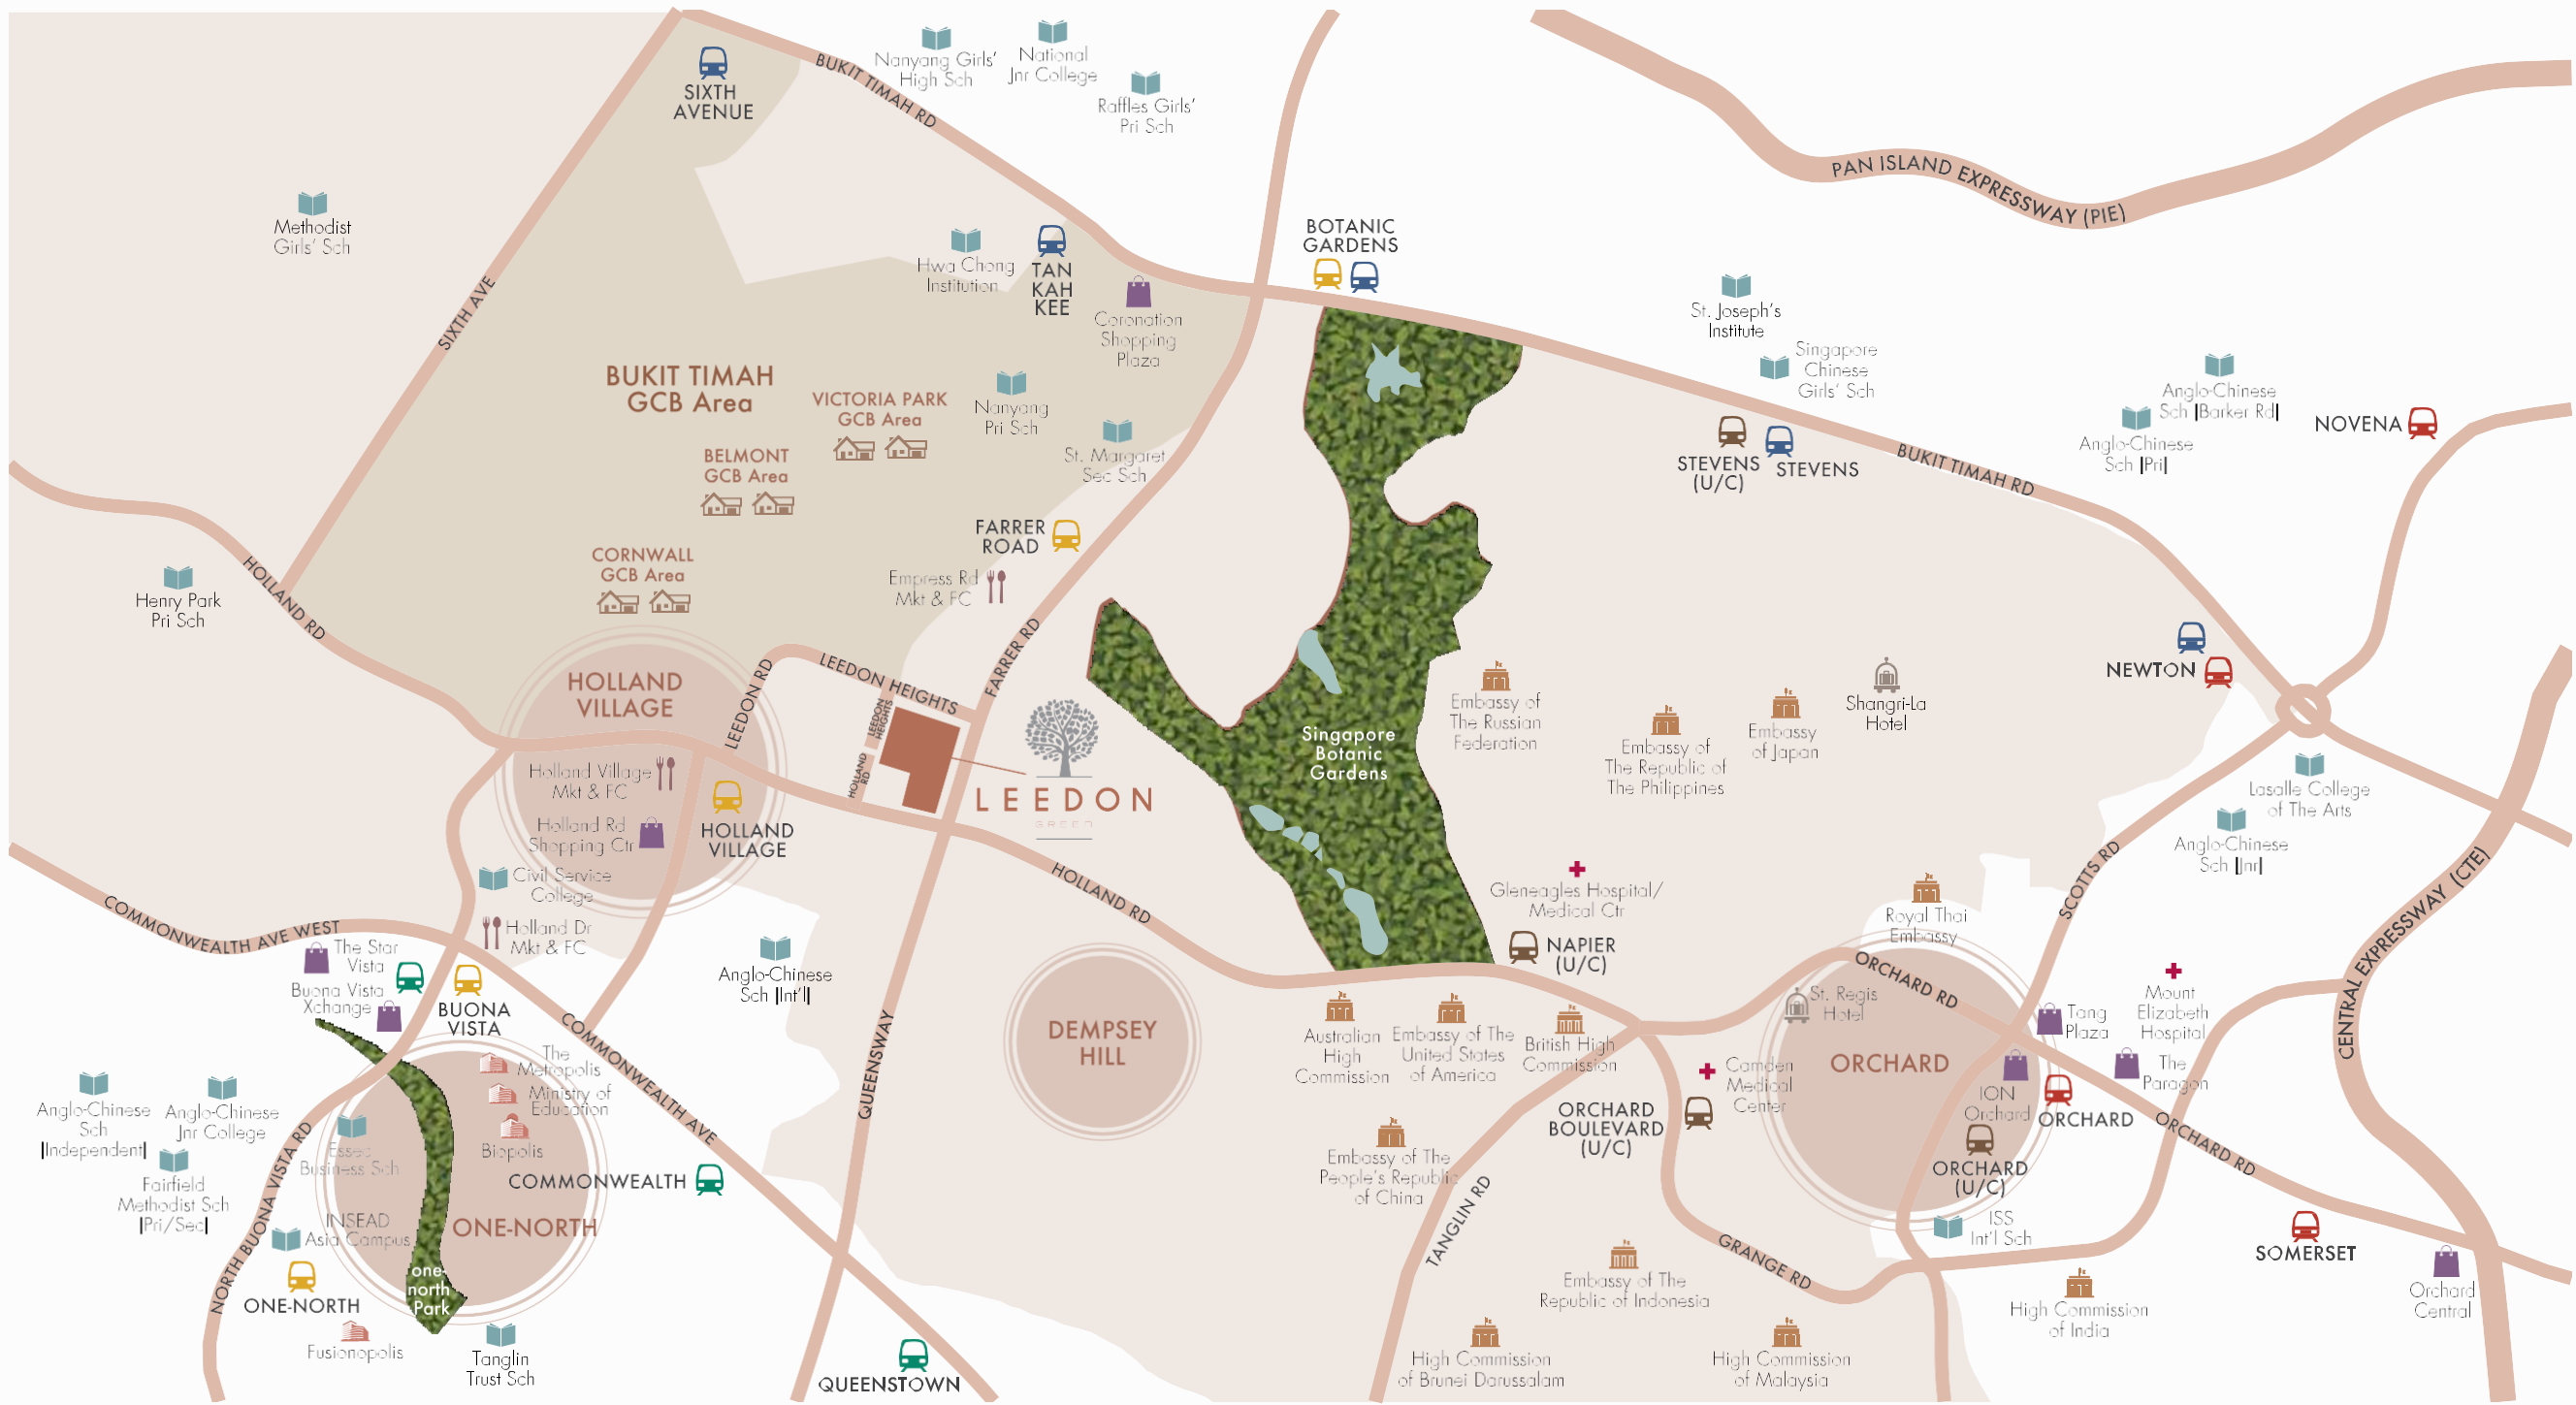 SIXTH
AVENUE
BUKIT TIMAH RD
Nanyang Girls'
High Sch
National
Jnr College
Raffles Girls'
Pri Sch
PAN ISLAND EXPRESSWAY (PIE)
Methodist
Girls' Sch
SIXTH AVE
Hwa Chong
Institution
TAN
KAH
KEE
Coronation
Shopping
Plaza
BOTANIC
GARDENS
St. Joseph's
Institute
Singapore
Chinese
Girls' Sch
Anglo-Chinese
Sch |Barker Rd|
Anglo-Chinese
Sch |Pri|
NOVENA
BUKIT TIMAH
GCB Area
VICTORIA PARK
GCB Area
Nanyang
Pri Sch
BELMONT
GCB Area
St. Margaret
Sec Sch
STEVENS
(U/C)
STEVENS
BUKIT TIMAH RD
CORNWALL
GCB Area
FARRER
ROAD
Empress Rd
Mkt & FC
HOLLAND RD
Henry Park
Pri Sch
HOLLAND
VILLAGE
LEEDON RD
LEEDON HEIGHTS
LEEDON
HEIGHTS
HOLLAND
RD
FARRER RD
LEEDON
GREEN
Singapore
Botanic
Gardens
Embassy of
The Russian
Federation
Embassy of
The Republic of
The Philippines
Embassy
of Japan
Shangri-La
Hotel
NEWTON
Holland Village
Mkt & FC
Holland Rd
Shopping Ctr
HOLLAND
VILLAGE
Civil Service
College
Holland Dr
Mkt & FC
HOLLAND RD
Lasalle College
of The Arts
Anglo-Chinese
Sch |Jnr|
SCOTTS RD
CENTRAL EXPRESSWAY (CTE)
Gleneagles Hospital/
Medical Ctr
NAPIER
(U/C)
Royal Thai
Embassy
COMMONWEALTH AVE WEST
The Star
Vista
Buona Vista
Xchange
BUONA
VISTA
Anglo-Chinese
Sch |Int'l|
QUEENSWAY
DEMPSEY
HILL
Australian
High
Commission
Embassy of The
United States
of America
British High
Commission
St. Regis
Hotel
ORCHARD RD
ORCHARD
Tang
Plaza
Mount
Elizabeth
Hospital
The
Paragon
ION
Orchard
ORCHARD
ORCHARD RD
Camden
Medical
Center
ORCHARD
BOULEVARD
(U/C)
ORCHARD
(U/C)
ISS
Int'l Sch
COMMONWEALTH AVE
The
Metropolis
Ministry of
Education
Biopolis
COMMONWEALTH
Anglo-Chinese
Sch
|Independent|
Anglo-Chinese
Jnr College
Fairfield
Methodist Sch
|Pri/Sec|
NORTH BUONA VISTA RD
Essec
Business Sch
INSEAD
Asia Campus
ONE-NORTH
one-
north
Park
ONE-NORTH
Fusionopolis
Tanglin
Trust Sch
QUEENSTOWN
Embassy of The
People's Republic
of China
TANGLIN RD
GRANGE RD
Embassy of The
Republic of Indonesia
High Commission
of Brunei Darussalam
High Commission
of Malaysia
High Commission
of India
SOMERSET
Orchard
Central